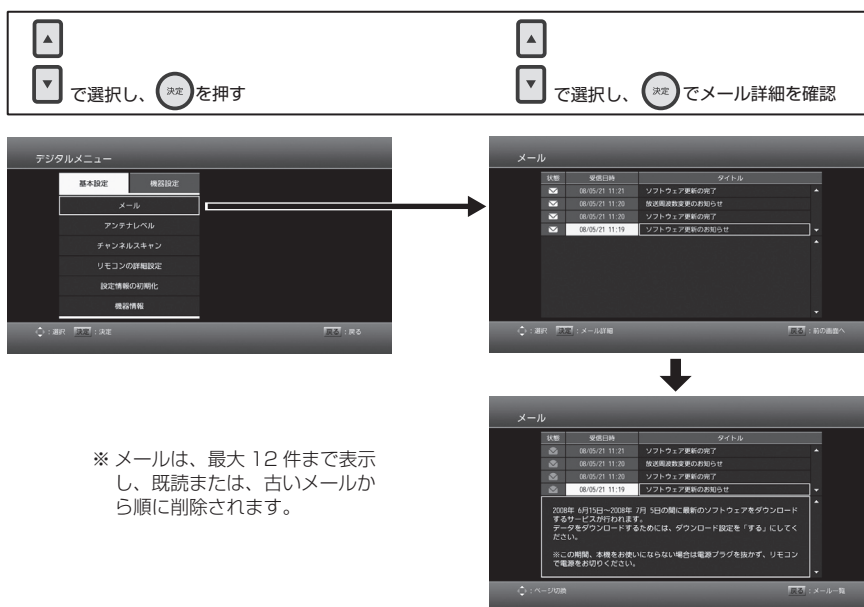 で選択し、決定を押す
で選択し、決定でメール詳細を確認
デジタルメニュー
基本設定 機器設定
メール
アンテナレベル
チャンネルスキャン
リモコンの詳細設定
設定情報の初期化
機器情報
：選択 決定：決定 戻る：戻る
メール
状態 受信日時 タイトル
08/05/21 11:21 ソフトウェア更新の完了
08/05/21 11:20 放送周波数変更のお知らせ
08/05/21 11:20 ソフトウェア更新の完了
08/05/21 11:19 ソフトウェア更新のお知らせ
：選択 決定：メール詳細 戻る：前の画面へ
※ メールは、最大 12 件まで表示
し、既読または、古いメールか
ら順に削除されます。
メール
状態 受信日時 タイトル
08/05/21 11:21 ソフトウェア更新の完了
08/05/21 11:20 放送周波数変更のお知らせ
08/05/21 11:20 ソフトウェア更新の完了
08/05/21 11:19 ソフトウェア更新のお知らせ
2008年 6月15日〜2008年 7月 5日の間に最新のソフトウェアをダウンロード
するサービスが行われます。
データをダウンロードするためには、ダウンロード設定を「する」にしてく
ださい。
※この期間、本機をお使いにならない場合は電源プラグを抜かず、リモコン
で電源をお切りください。
：ページ切換 戻る：メール一覧